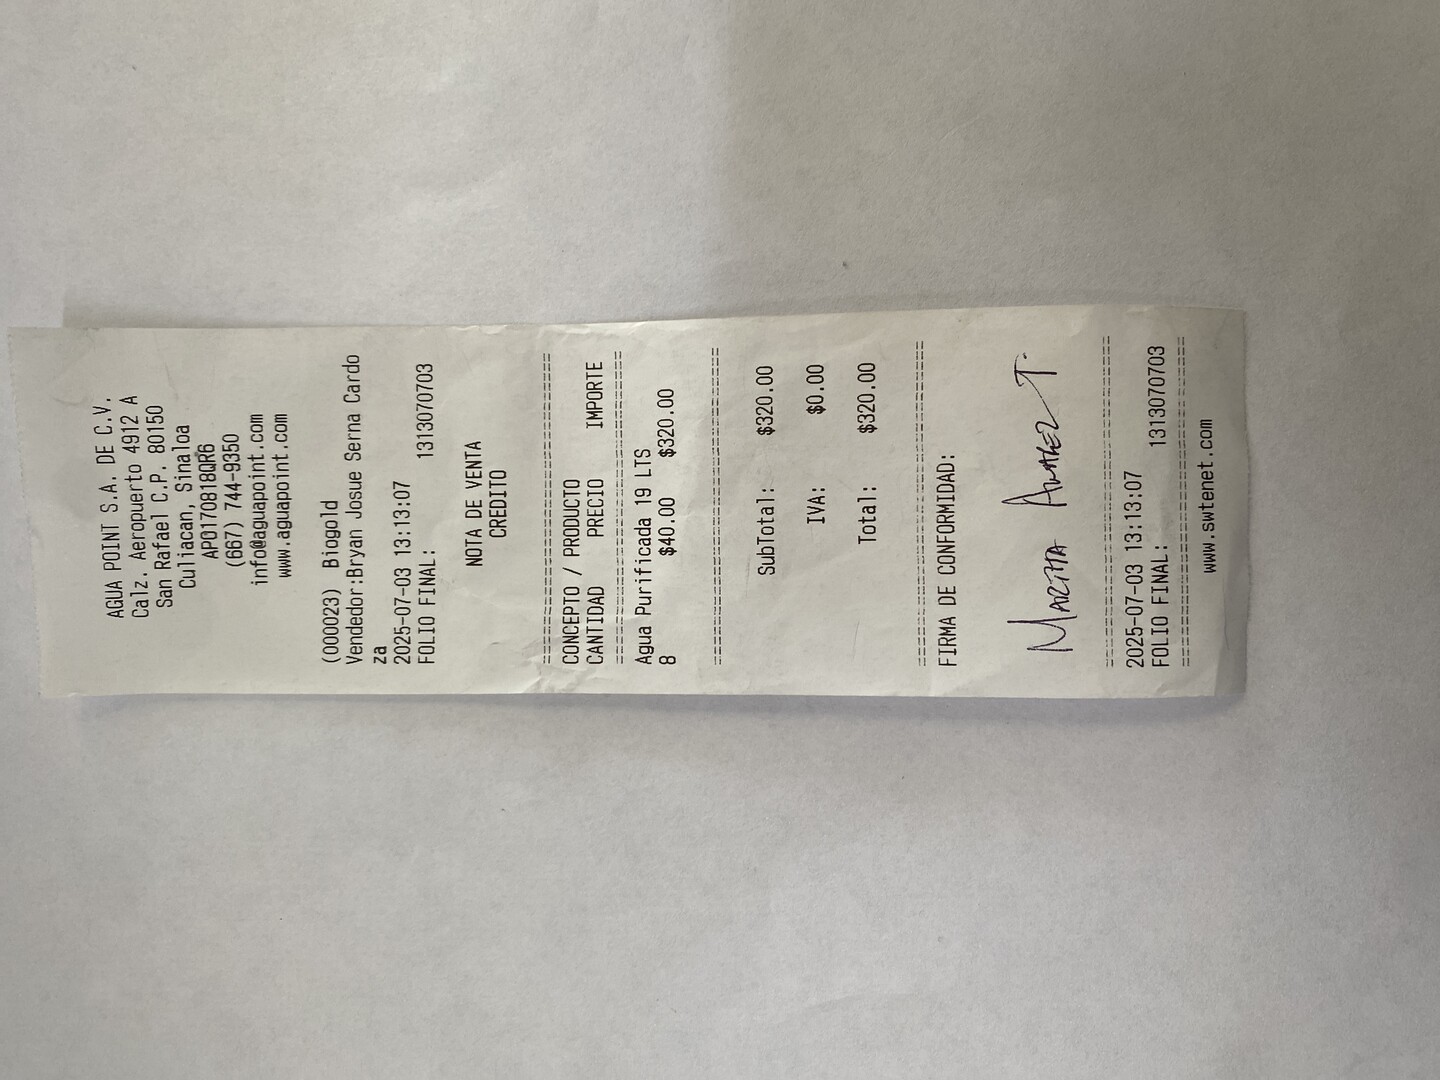 AGUA POINT S.A. DE C.V.
Calz. Aeropuerto 4912 A
San Rafael C.P. 80150
Culiacan, Sinaloa
APO170818QR6
(667) 744-9350
info@aguapoint.com
www.aguapoint.com
(000023) Biogold
Vendedor:Bryan Josue Serna Cardo
za
2025-07-03 13:13:07
FOLIO FINAL: 1313070703
NOTA DE VENTA
CREDITO
================================
CONCEPTO / PRODUCTO
CANTIDAD PRECIO IMPORTE
================================
Agua Purificada 19 LTS
8 $40.00 $320.00
================================
SubTotal: $320.00
IVA: $0.00
Total: $320.00
================================
FIRMA DE CONFORMIDAD:
MARTHA T.
================================
2025-07-03 13:13:07
FOLIO FINAL: 1313070703
================================
www.swtenet.com